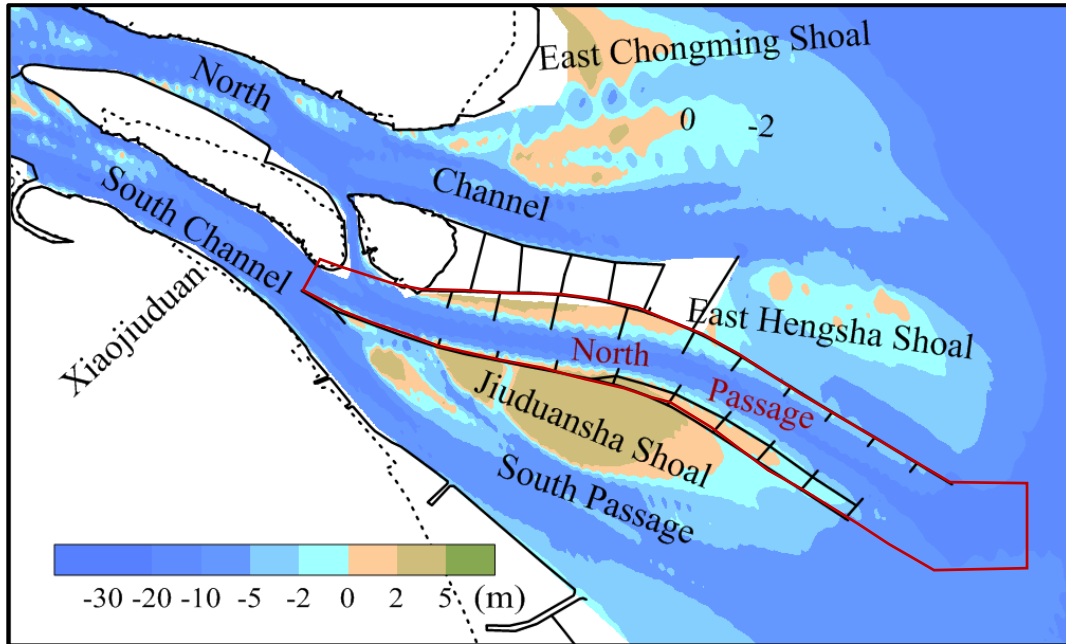 East Chongming Shoal
North
0
-2
Channel
South Channel
Xiaojiuduan
East Hengsha Shoal
North
Passage
Jiuduansha Shoal
South Passage
-30 -20 -10 -5 -2 0 2 5 (m)